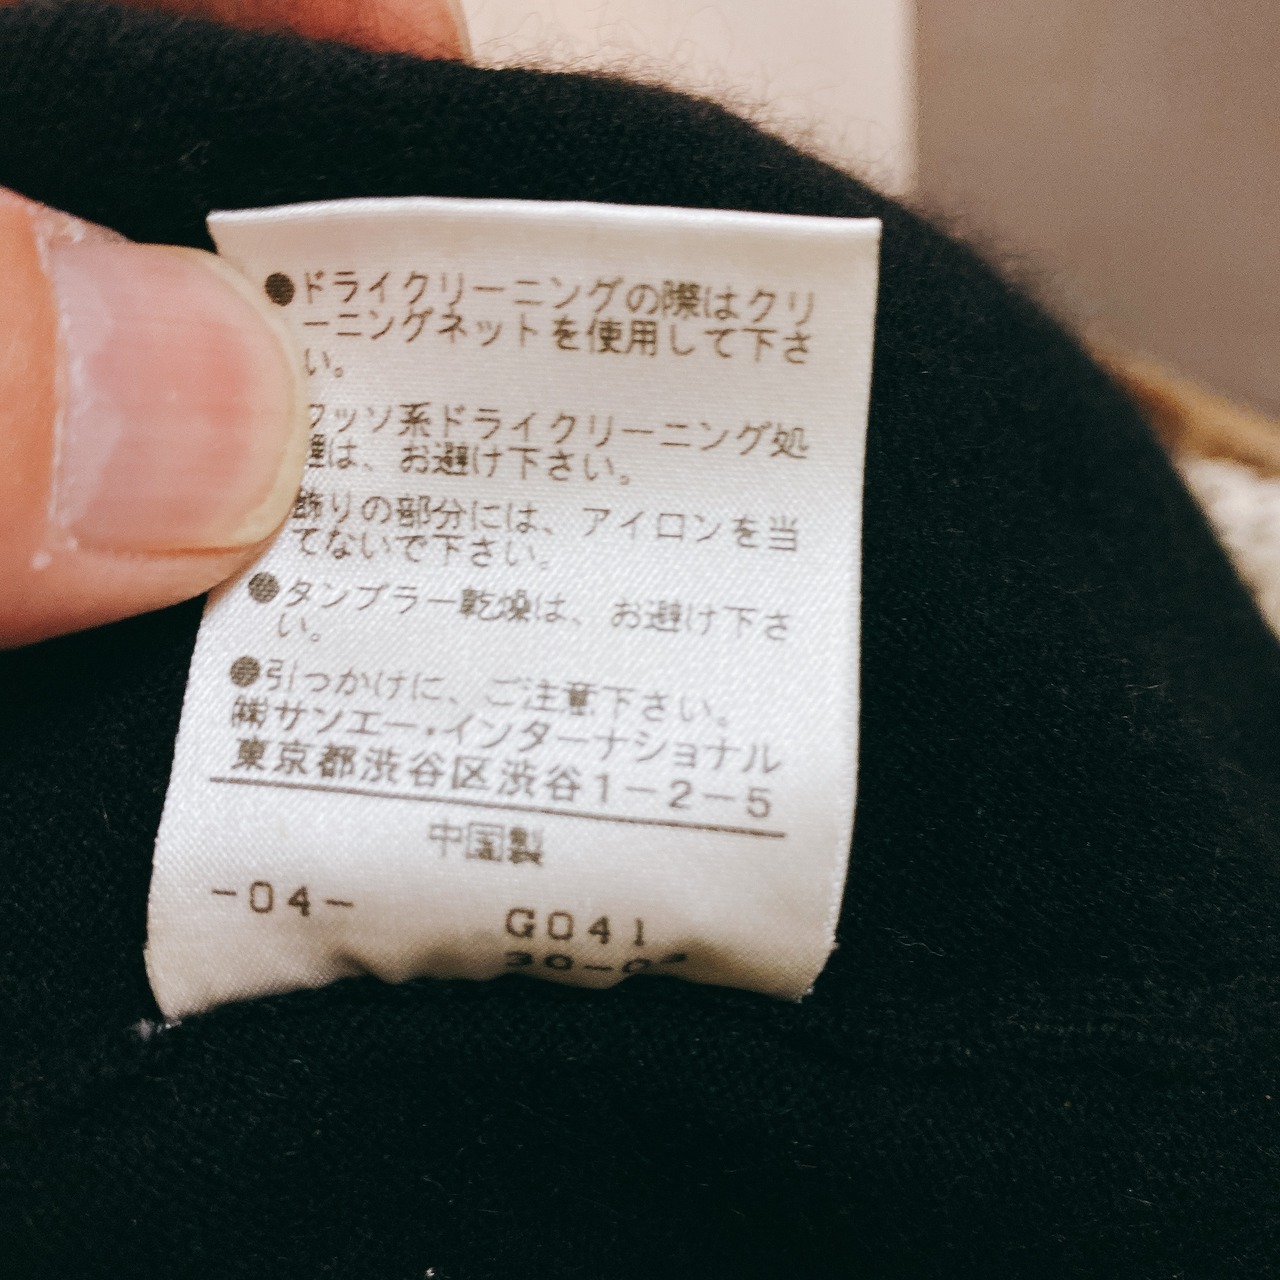 ●ドライクリーニングの際はクリ
ーニングネットを使用して下さ
い。
フッソ系ドライクリーニング処
理は、お避け下さい。
飾りの部分には、アイロンを当
てないで下さい。
●タンブラー乾燥は、お避け下さ
い。
●引っかけに、ご注意下さい。
㈱サンエー・インターナショナル
東京都渋谷区渋谷1-2-5
中国製
-04-
G041